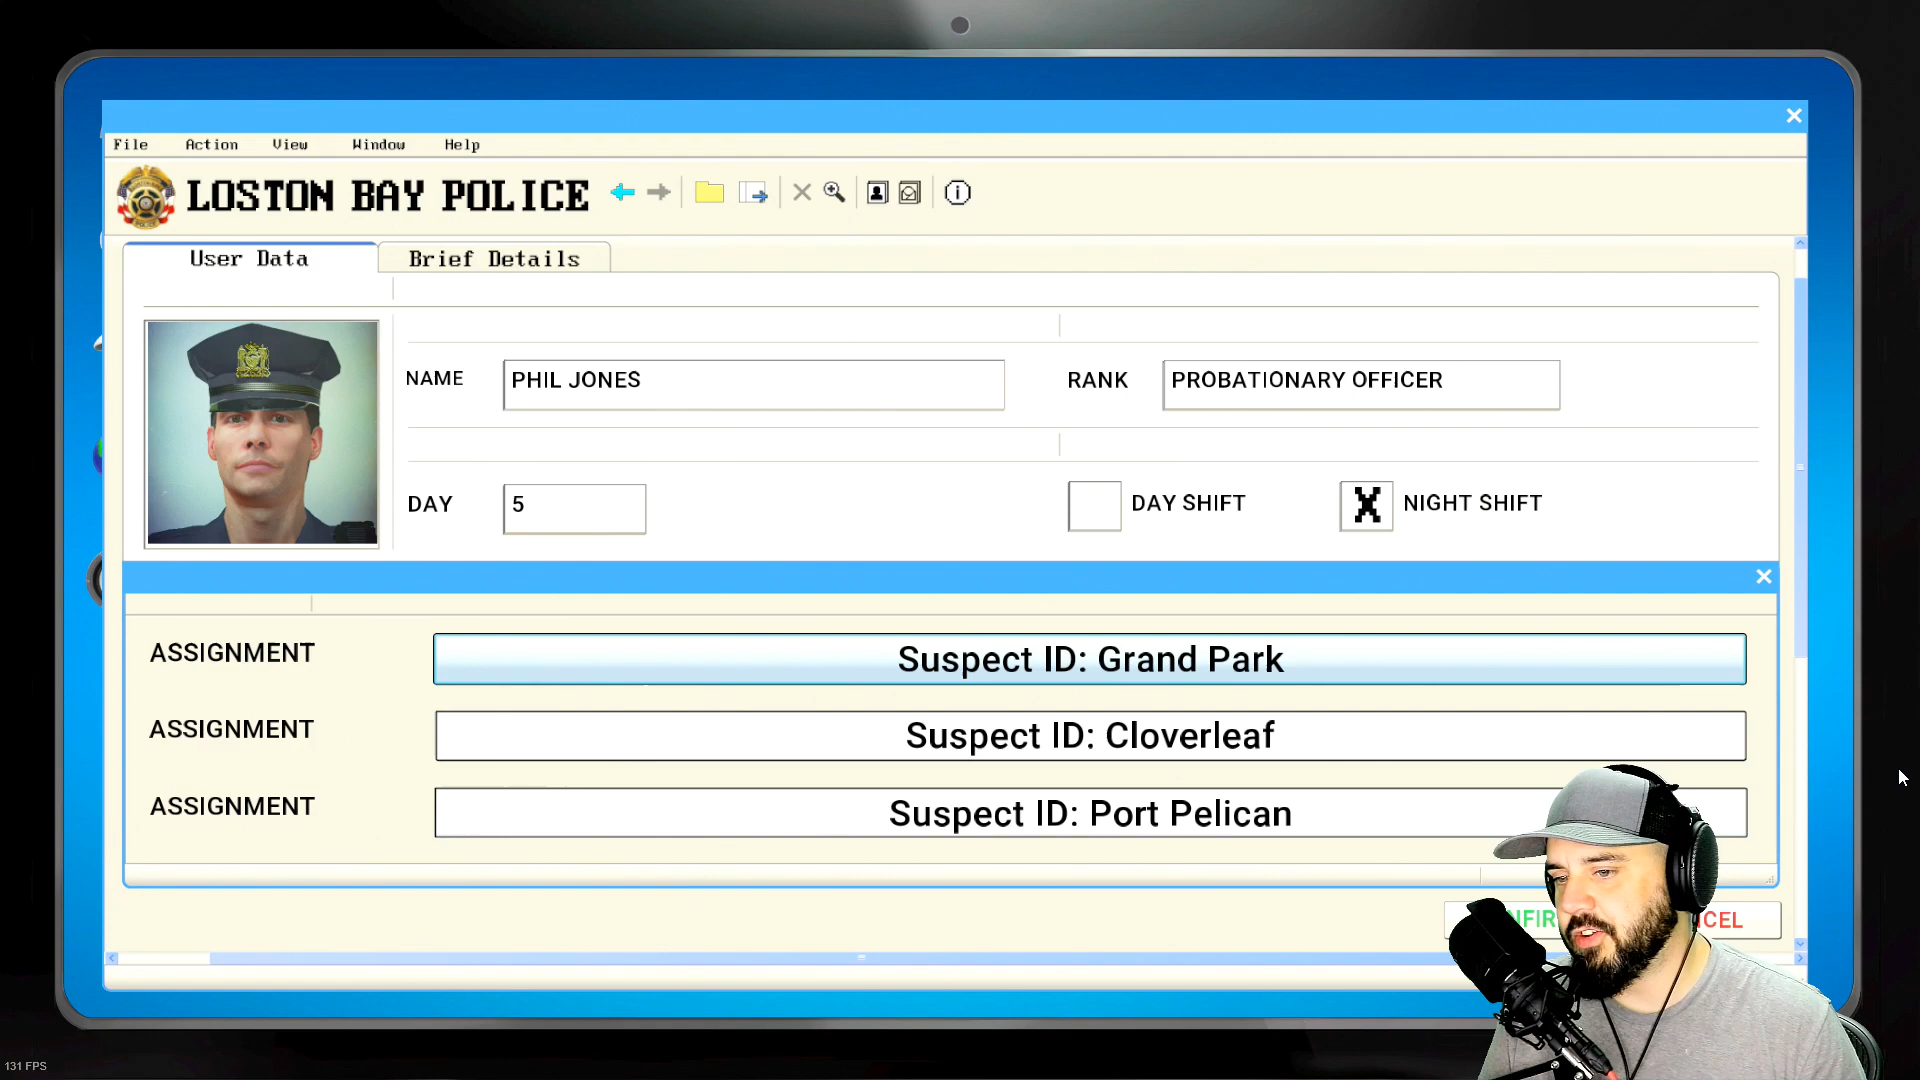 File Action View Window Help
LOSTON BAY POLICE
User Data Brief Details
NAME PHIL JONES RANK PROBATIONARY OFFICER
DAY 5 DAY SHIFT X NIGHT SHIFT
ASSIGNMENT Suspect ID: Grand Park
ASSIGNMENT Suspect ID: Cloverleaf
ASSIGNMENT Suspect ID: Port Pelican
131 FPS